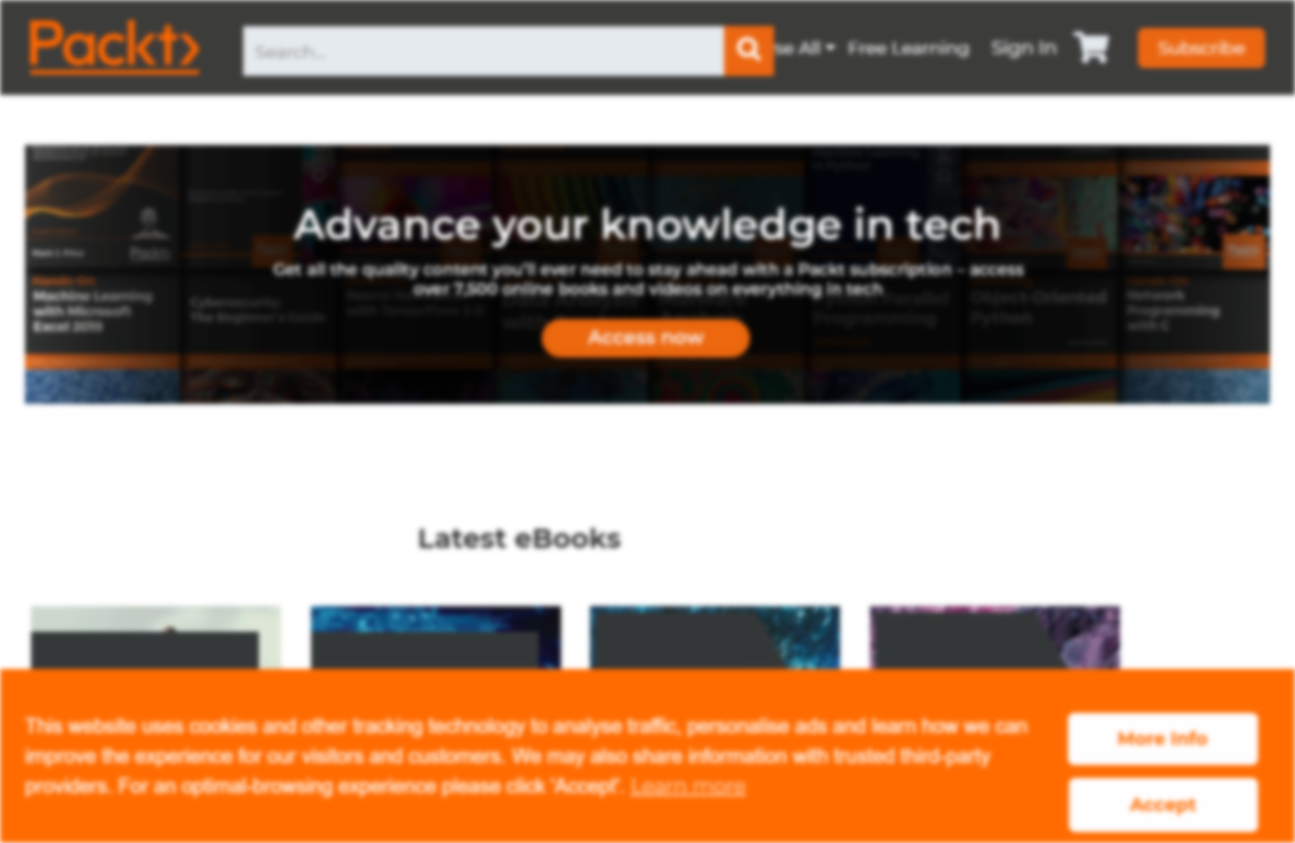 Packt
Search...
se All Free Learning Sign In Subscribe
Advance your knowledge in tech
Get all the quality content you'll ever need to stay ahead with a Packt subscription – access
over 7,500 online books and videos on everything in tech
Access now
Hands-On
Machine Learning
with Microsoft
Excel 2019
Cybersecurity:
The Beginner's Guide
Programming
Object-Oriented
Python
Network
Programming
with C
Latest eBooks
This website uses cookies and other tracking technology to analyse traffic, personalise ads and learn how we can
improve the experience for our visitors and customers. We may also share information with trusted third-party
providers. For an optimal-browsing experience please click 'Accept'. Learn more
More Info
Accept